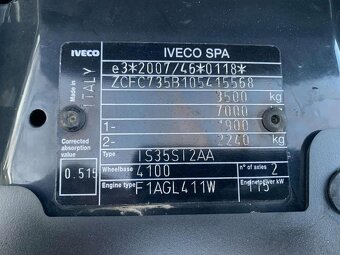 IVECO
IVECO SPA
Made in
ITALY
e3*2007/46*0118*
ZCFC735B105415568
3500 kg
7000 kg
1- 1900 kg
2- 2240 kg
Corrected absorption value
0.515
Type IS35SI2AA
Wheelbase 4100 n° of axles 2
Engine type F1AGL411W Engine power kW 115